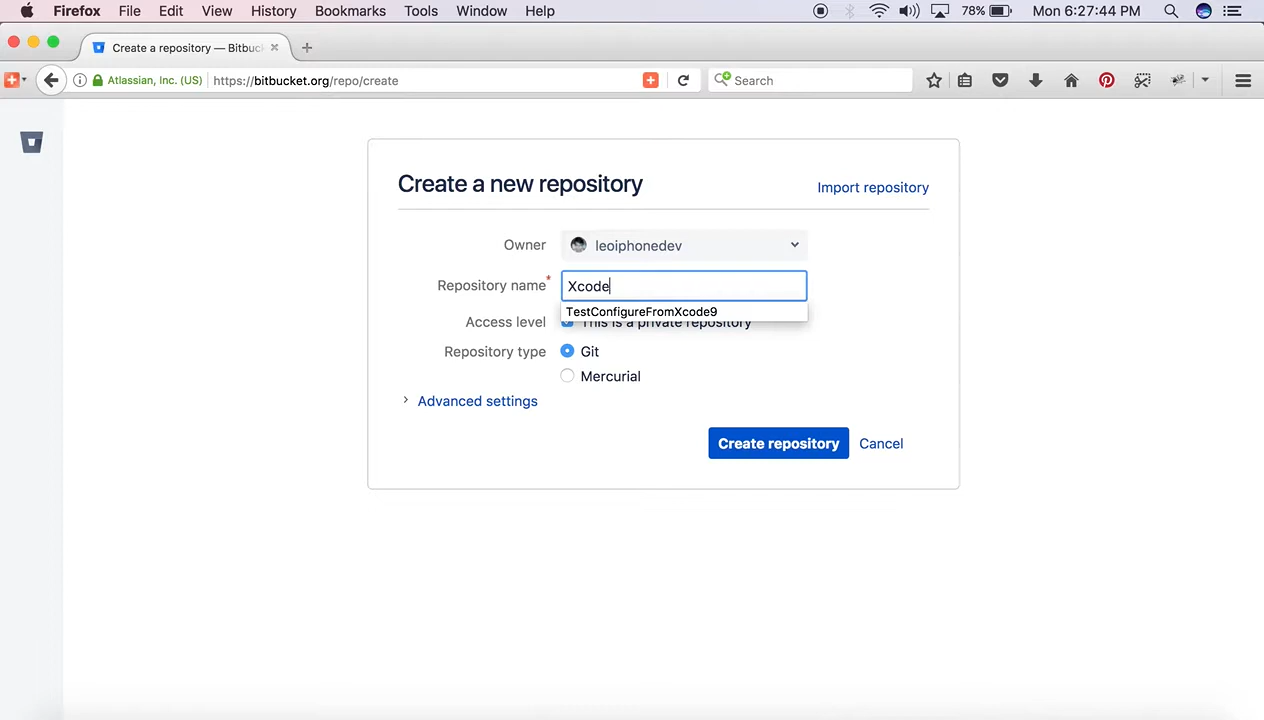 Firefox File Edit View History Bookmarks Tools Window Help 78% Mon 6:27:44 PM
Create a repository — Bitbuc
Atlassian, Inc. (US) https://bitbucket.org/repo/create Search
Create a new repository Import repository
Owner leoiphonedev
Repository name* Xcode
TestConfigureFromXcode9
Access level This is a private repository
Repository type Git
Mercurial
Advanced settings
Create repository Cancel